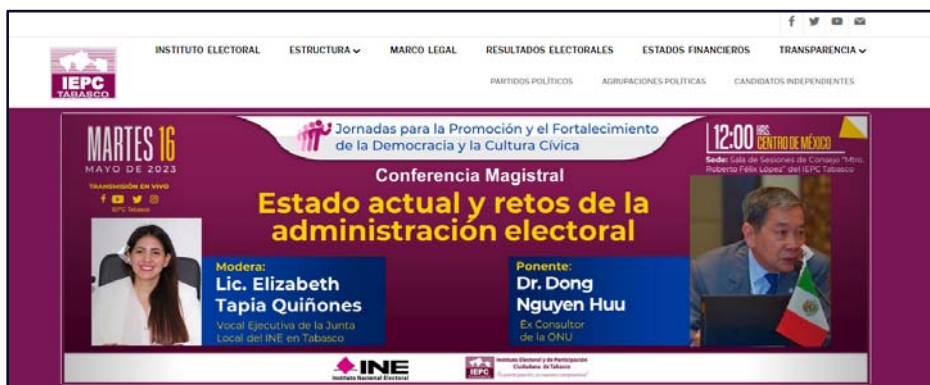 INSTITUTO ELECTORAL ESTRUCTURA MARCO LEGAL RESULTADOS ELECTORALES ESTADOS FINANCIEROS TRANSPARENCIA
PARTIDOS POLÍTICOS AGRUPACIONES POLÍTICAS CANDIDATOS INDEPENDIENTES
IEPC
TABASCO
MARTES 16
MAYO DE 2023
TRANSMISIÓN EN VIVO
IEPC Tabasco
Jornadas para la Promoción y el Fortalecimiento
de la Democracia y la Cultura Cívica
12:00 HRS.
CENTRO DE MÉXICO
Sede: Sala de Sesiones de Consejo "Mtro.
Roberto Félix López" del IEPC Tabasco
Conferencia Magistral
Estado actual y retos de la
administración electoral
Modera:
Lic. Elizabeth
Tapia Quiñones
Vocal Ejecutiva de la Junta
Local del INE en Tabasco
Ponente:
Dr. Dong
Nguyen Huu
Ex Consultor
de la ONU
INE
Instituto Nacional Electoral
IEPC
Instituto Electoral y de Participación
Ciudadana de Tabasco